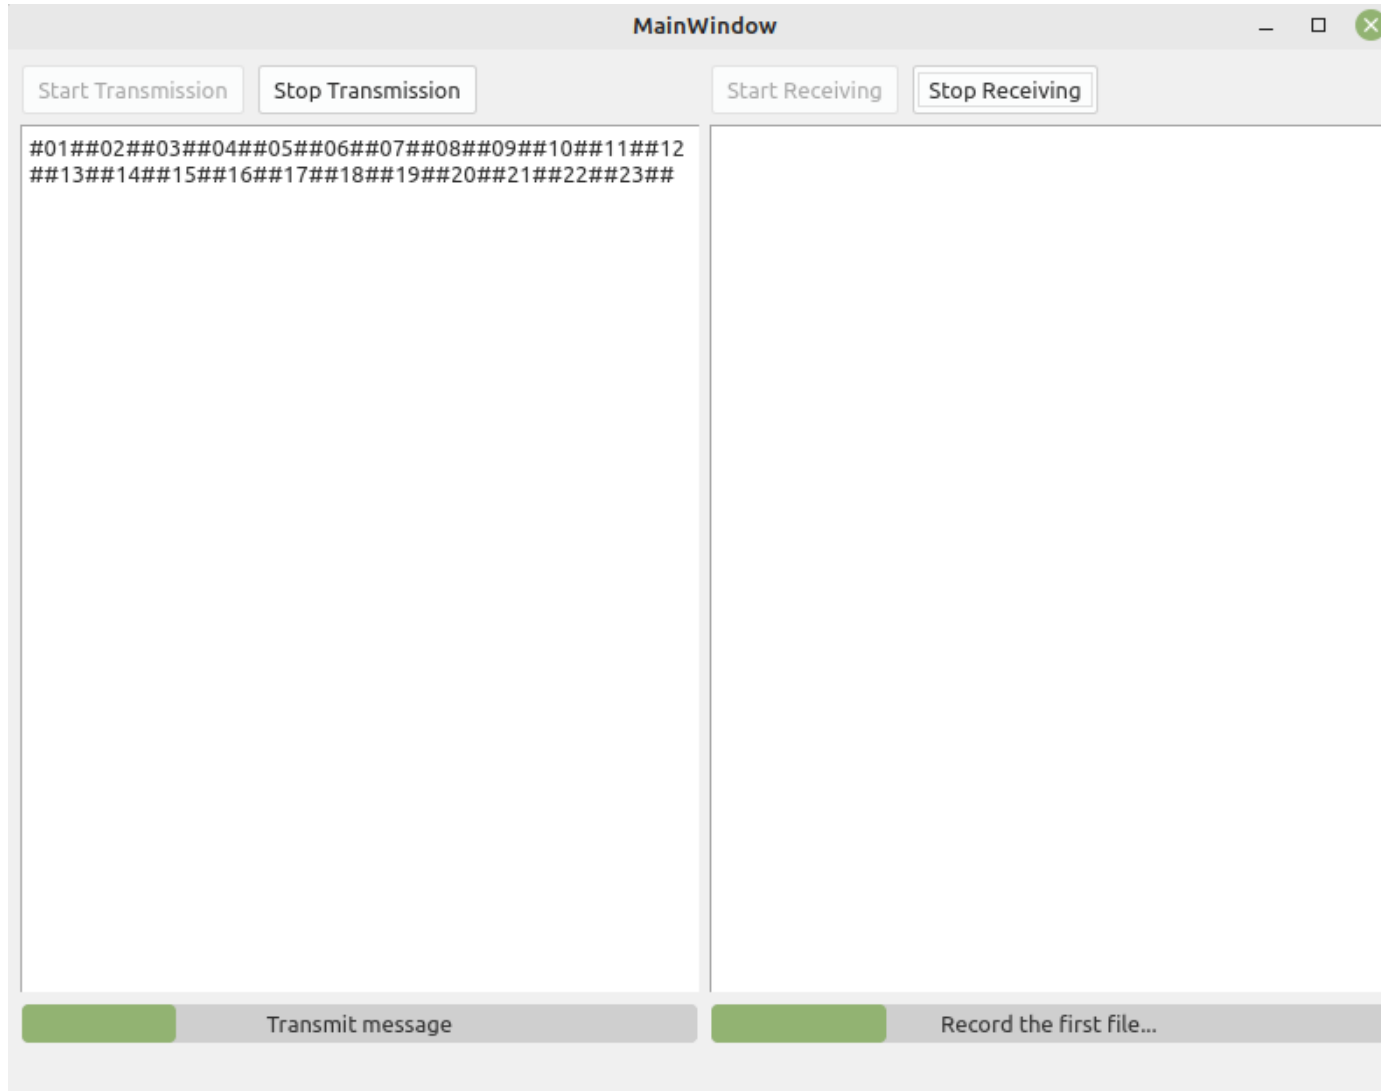 MainWindow
Start Transmission
Stop Transmission
Start Receiving
Stop Receiving
#01##02##03##04##05##06##07##08##09##10##11##12
##13##14##15##16##17##18##19##20##21##22##23##
Transmit message
Record the first file...